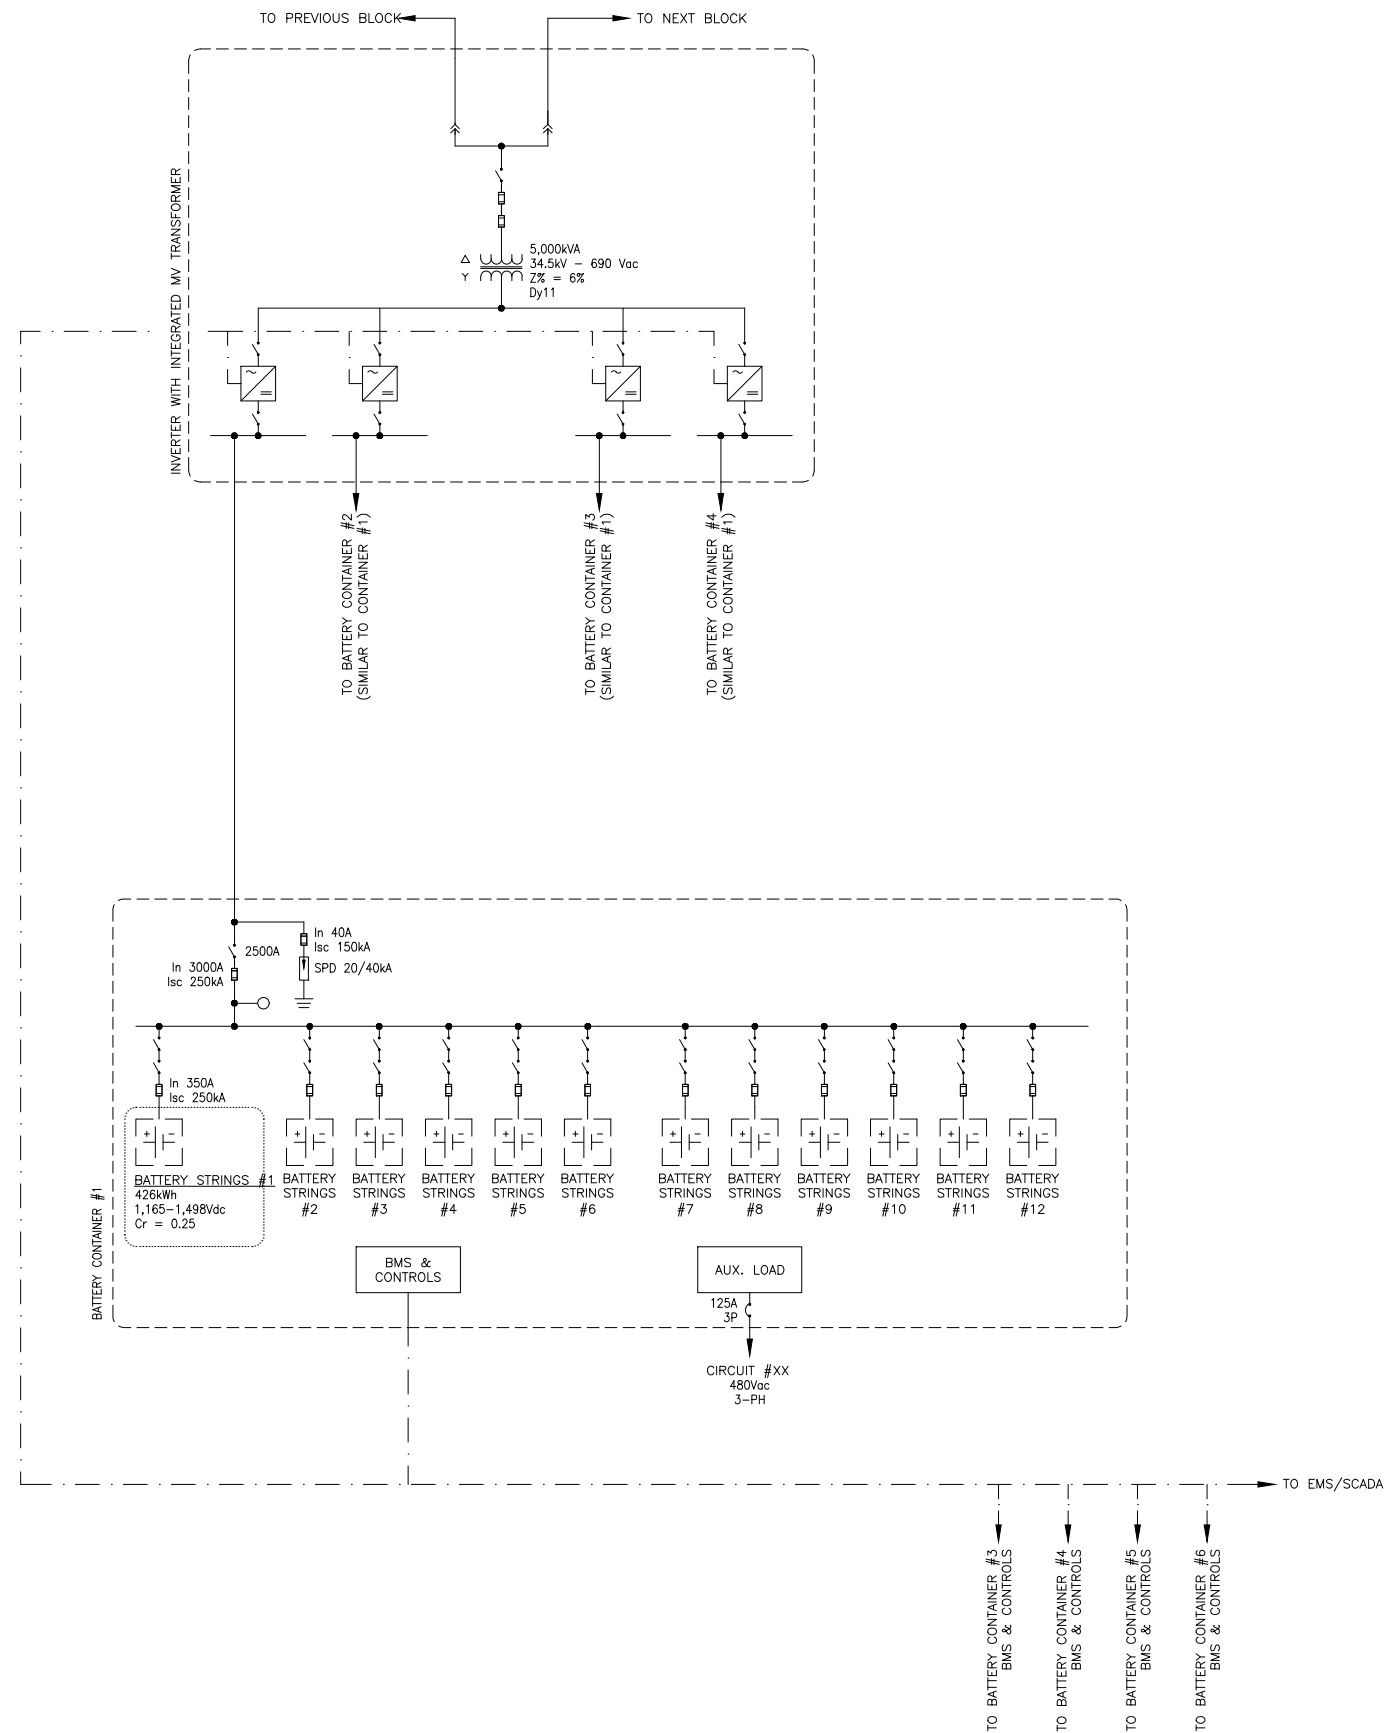 TO PREVIOUS BLOCK
TO NEXT BLOCK
INVERTER WITH INTEGRATED MV TRANSFORMER
5,000kVA
34.5kV – 690 Vac
Z% = 6%
Dy11
TO BATTERY CONTAINER #2
(SIMILAR TO CONTAINER #1)
TO BATTERY CONTAINER #3
(SIMILAR TO CONTAINER #1)
TO BATTERY CONTAINER #4
(SIMILAR TO CONTAINER #1)
BATTERY CONTAINER #1
2500A
In 3000A
Isc 250kA
In 40A
Isc 150kA
SPD 20/40kA
In 350A
Isc 250kA
BATTERY STRINGS #1
426kWh
1,165–1,498Vdc
Cr = 0.25
BATTERY
STRINGS
#2
BATTERY
STRINGS
#3
BATTERY
STRINGS
#4
BATTERY
STRINGS
#5
BATTERY
STRINGS
#6
BATTERY
STRINGS
#7
BATTERY
STRINGS
#8
BATTERY
STRINGS
#9
BATTERY
STRINGS
#10
BATTERY
STRINGS
#11
BATTERY
STRINGS
#12
BMS &
CONTROLS
AUX. LOAD
125A
3P
CIRCUIT #XX
480Vac
3–PH
TO EMS/SCADA
TO BATTERY CONTAINER #3
BMS & CONTROLS
TO BATTERY CONTAINER #4
BMS & CONTROLS
TO BATTERY CONTAINER #5
BMS & CONTROLS
TO BATTERY CONTAINER #6
BMS & CONTROLS